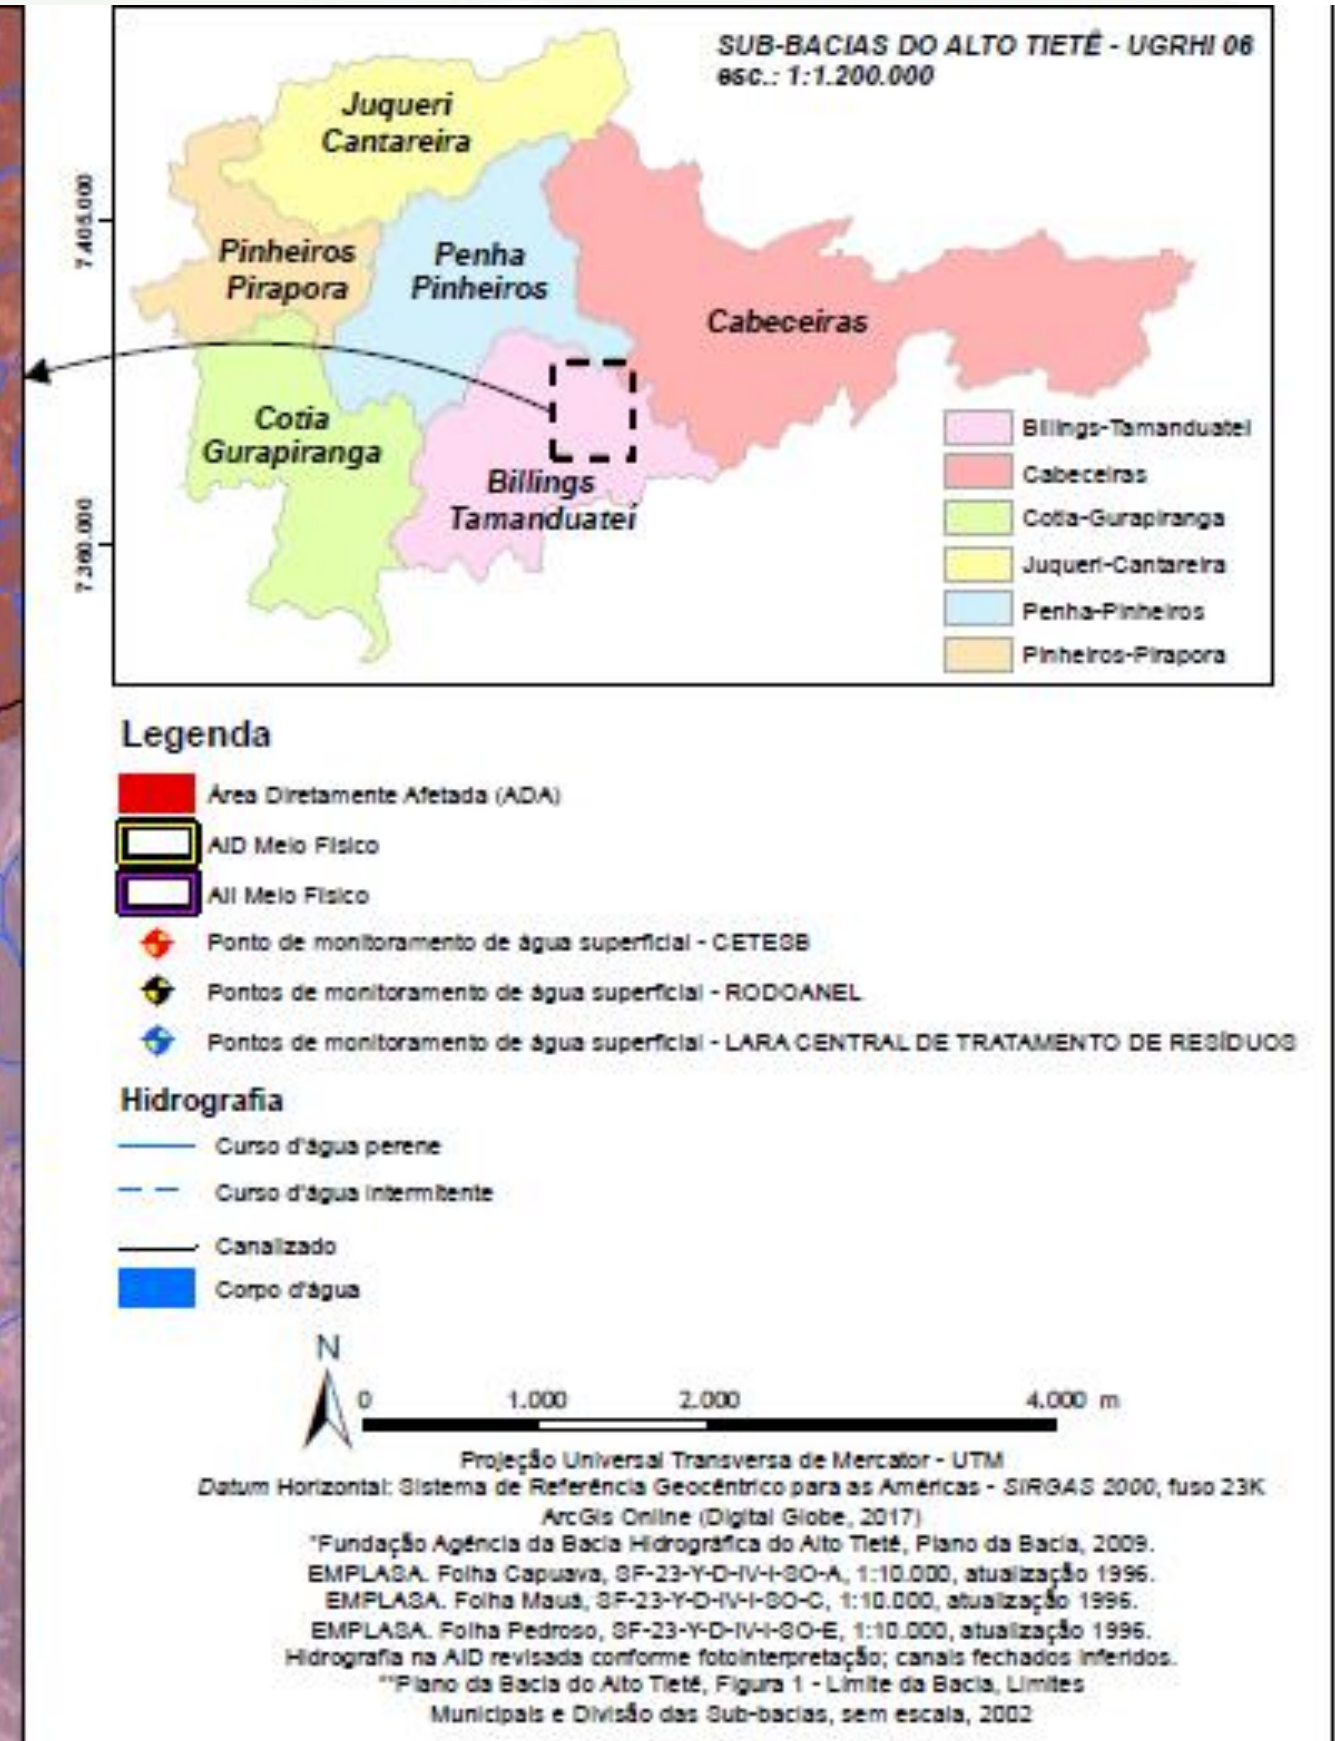 SUB-BACIAS DO ALTO TIETÊ - UGRHI 06
esc.: 1:1.200.000
Juqueri
Cantareira
Pinheiros
Pirapora
Penha
Pinheiros
Cabeceiras
Cotia
Gurapiranga
Billings
Tamanduateí
7.405.000
7.360.000
Billings-Tamanduateí
Cabeceiras
Cotia-Gurapiranga
Juqueri-Cantareira
Penha-Pinheiros
Pinheiros-Pirapora
Legenda
Área Diretamente Afetada (ADA)
AID Meio Físico
AII Meio Físico
Ponto de monitoramento de água superficial - CETESB
Pontos de monitoramento de água superficial - RODOANEL
Pontos de monitoramento de água superficial - LARA CENTRAL DE TRATAMENTO DE RESÍDUOS
Hidrografia
Curso d'água perene
Curso d'água intermitente
Canalizado
Corpo d'água
N
0 1.000 2.000 4.000 m
Projeção Universal Transversa de Mercator - UTM
Datum Horizontal: Sistema de Referência Geocêntrico para as Américas - SIRGAS 2000, fuso 23K
ArcGis Online (Digital Globe, 2017)
*Fundação Agência da Bacia Hidrográfica do Alto Tietê, Plano da Bacia, 2009.
EMPLASA. Folha Capuava, SF-23-Y-D-IV-I-SO-A, 1:10.000, atualização 1996.
EMPLASA. Folha Mauá, SF-23-Y-D-IV-I-SO-C, 1:10.000, atualização 1996.
EMPLASA. Folha Pedroso, SF-23-Y-D-IV-I-SO-E, 1:10.000, atualização 1996.
Hidrografia na AID revisada conforme fotointerpretação; canais fechados inferidos.
**Plano da Bacia do Alto Tietê, Figura 1 - Limite da Bacia, Limites
Municipais e Divisão das Sub-bacias, sem escala, 2002